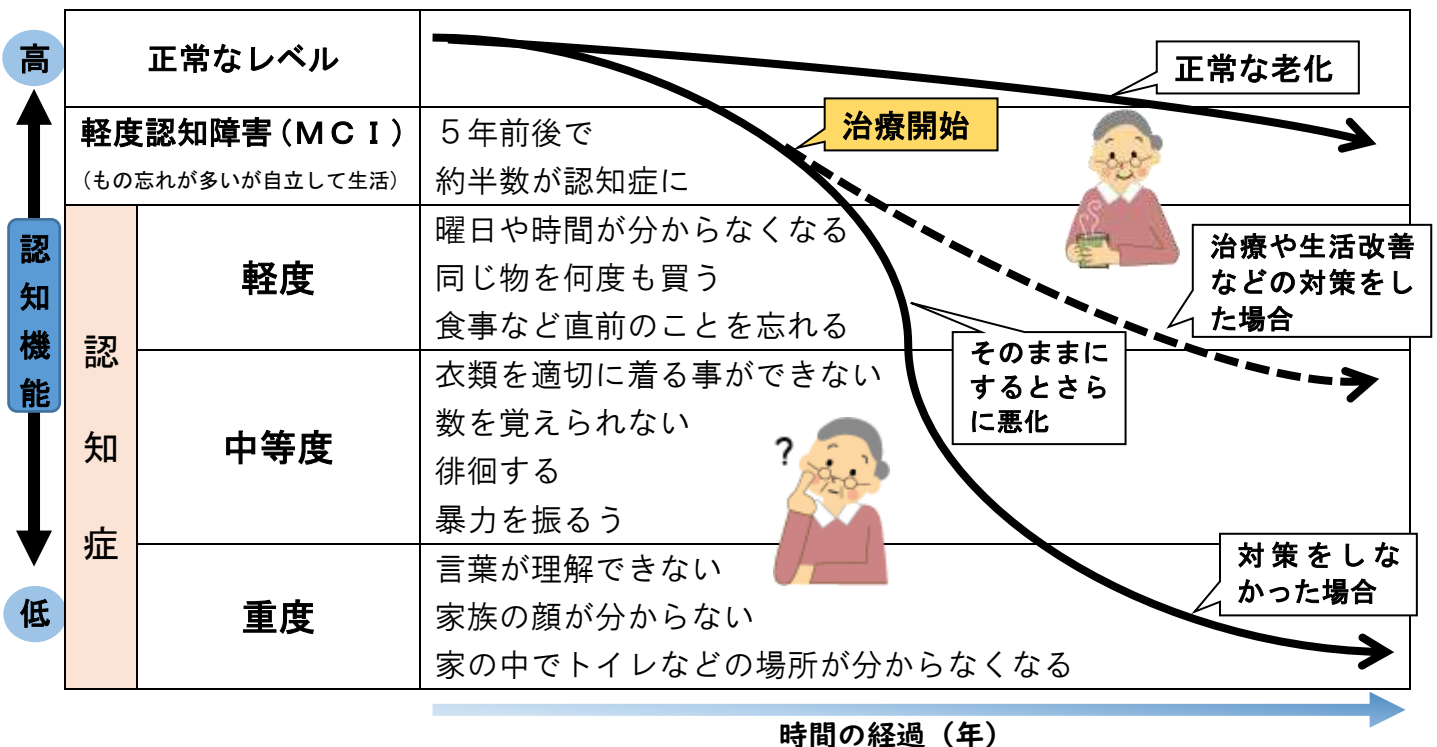 高
正常なレベル
正常な老化
軽度認知障害（ＭＣＩ）
（もの忘れが多いが自立して生活）
５年前後で
約半数が認知症に
治療開始
認知機能
認知症
軽度
曜日や時間が分からなくなる
同じ物を何度も買う
食事など直前のことを忘れる
治療や生活改善
などの対策をし
た場合
そのままに
するとさら
に悪化
中等度
衣類を適切に着る事ができない
数を覚えられない
徘徊する
暴力を振るう
?
低
重度
言葉が理解できない
家族の顔が分からない
家の中でトイレなどの場所が分からなくなる
対策をしな
かった場合
時間の経過（年）